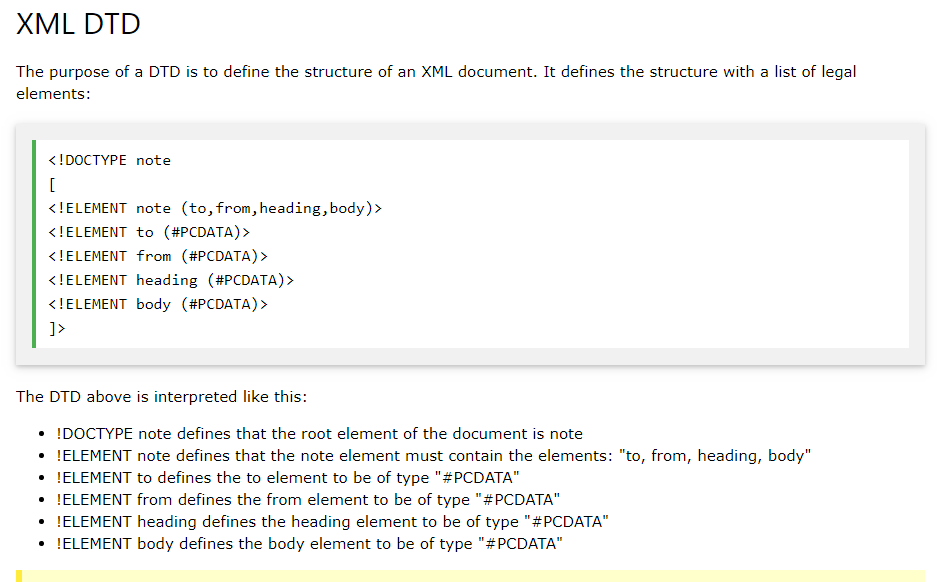 XML DTD
The purpose of a DTD is to define the structure of an XML document. It defines the structure with a list of legal
elements:
<!DOCTYPE note
[
<!ELEMENT note (to,from,heading,body)>
<!ELEMENT to (#PCDATA)>
<!ELEMENT from (#PCDATA)>
<!ELEMENT heading (#PCDATA)>
<!ELEMENT body (#PCDATA)>
]>
The DTD above is interpreted like this:
• !DOCTYPE note defines that the root element of the document is note
• !ELEMENT note defines that the note element must contain the elements: "to, from, heading, body"
• !ELEMENT to defines the to element to be of type "#PCDATA"
• !ELEMENT from defines the from element to be of type "#PCDATA"
• !ELEMENT heading defines the heading element to be of type "#PCDATA"
• !ELEMENT body defines the body element to be of type "#PCDATA"